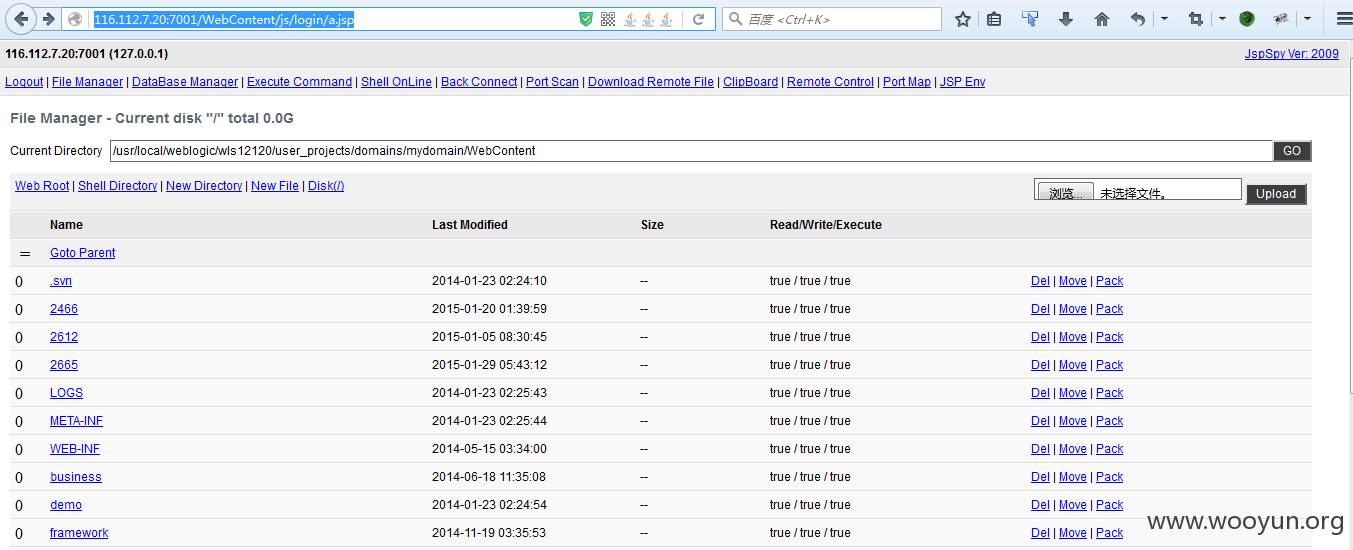 116.112.7.20:7001/WebContent/js/login/a.jsp
百度 <Ctrl+K>
116.112.7.20:7001 (127.0.0.1)
JspSpy Ver: 2009
Logout | File Manager | DataBase Manager | Execute Command | Shell OnLine | Back Connect | Port Scan | Download Remote File | ClipBoard | Remote Control | Port Map | JSP Env
File Manager - Current disk "/" total 0.0G
Current Directory /usr/local/weblogic/wls12120/user_projects/domains/mydomain/WebContent GO
Web Root | Shell Directory | New Directory | New File | Disk(/)
浏览... 未选择文件。 Upload
Name Last Modified Size Read/Write/Execute
= Goto Parent
0 .svn 2014-01-23 02:24:10 -- true / true / true Del | Move | Pack
0 2466 2015-01-20 01:39:59 -- true / true / true Del | Move | Pack
0 2612 2015-01-05 08:30:45 -- true / true / true Del | Move | Pack
0 2665 2015-01-29 05:43:12 -- true / true / true Del | Move | Pack
0 LOGS 2014-01-23 02:25:43 -- true / true / true Del | Move | Pack
0 META-INF 2014-01-23 02:25:44 -- true / true / true Del | Move | Pack
0 WEB-INF 2014-05-15 03:34:00 -- true / true / true Del | Move | Pack
0 business 2014-06-18 11:35:08 -- true / true / true Del | Move | Pack
0 demo 2014-01-23 02:24:54 -- true / true / true Del | Move | Pack
0 framework 2014-11-19 03:35:53 -- true / true / true Del | Move | Pack
www.wooyun.org